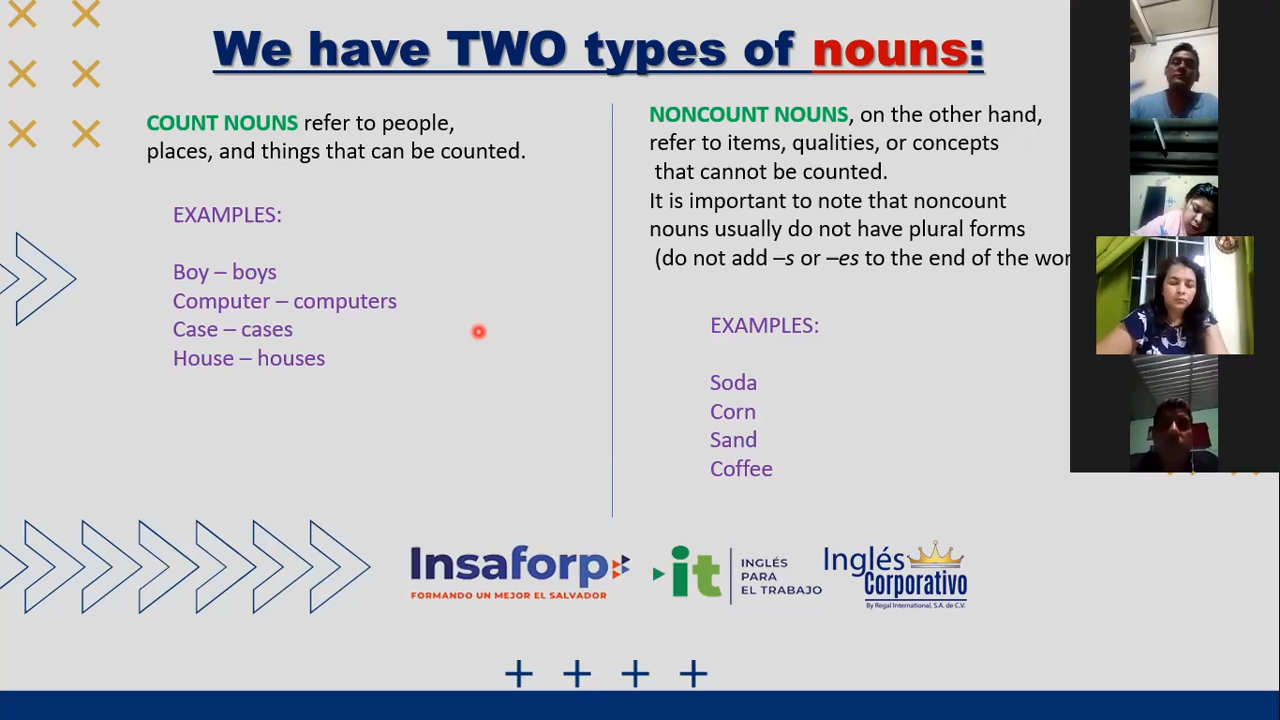 We have TWO types of nouns:
COUNT NOUNS refer to people,
places, and things that can be counted.
EXAMPLES:
Boy – boys
Computer – computers
Case – cases
House – houses
NONCOUNT NOUNS, on the other hand,
refer to items, qualities, or concepts
that cannot be counted.
It is important to note that noncount
nouns usually do not have plural forms
(do not add –s or –es to the end of the wor
EXAMPLES:
Soda
Corn
Sand
Coffee
Insaforp
FORMANDO UN MEJOR EL SALVADOR
it
INGLÉS
PARA
EL TRABAJO
Inglés
Corporativo
By Regal International, S.A. de C.V.